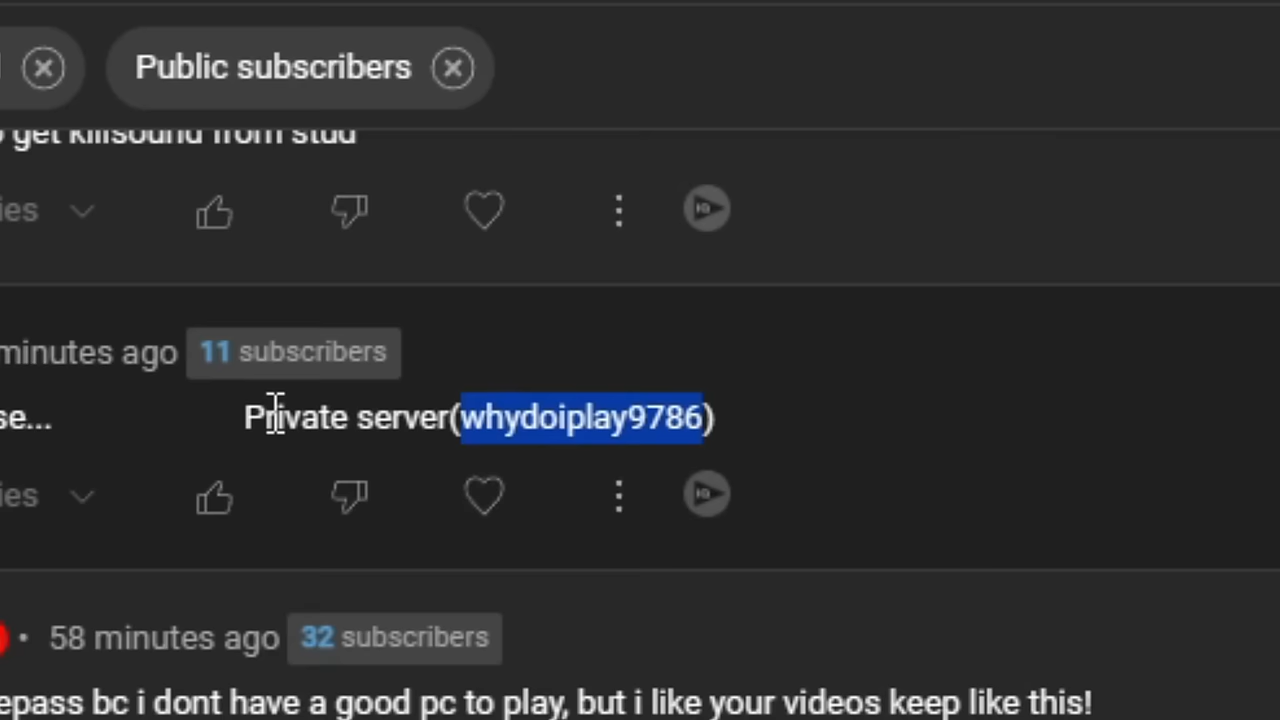 Public subscribers
get killsound from stud
ies
minutes ago 11 subscribers
se... Private server(whydoiplay9786)
ies
• 58 minutes ago 32 subscribers
epass bc i dont have a good pc to play, but i like your videos keep like this!